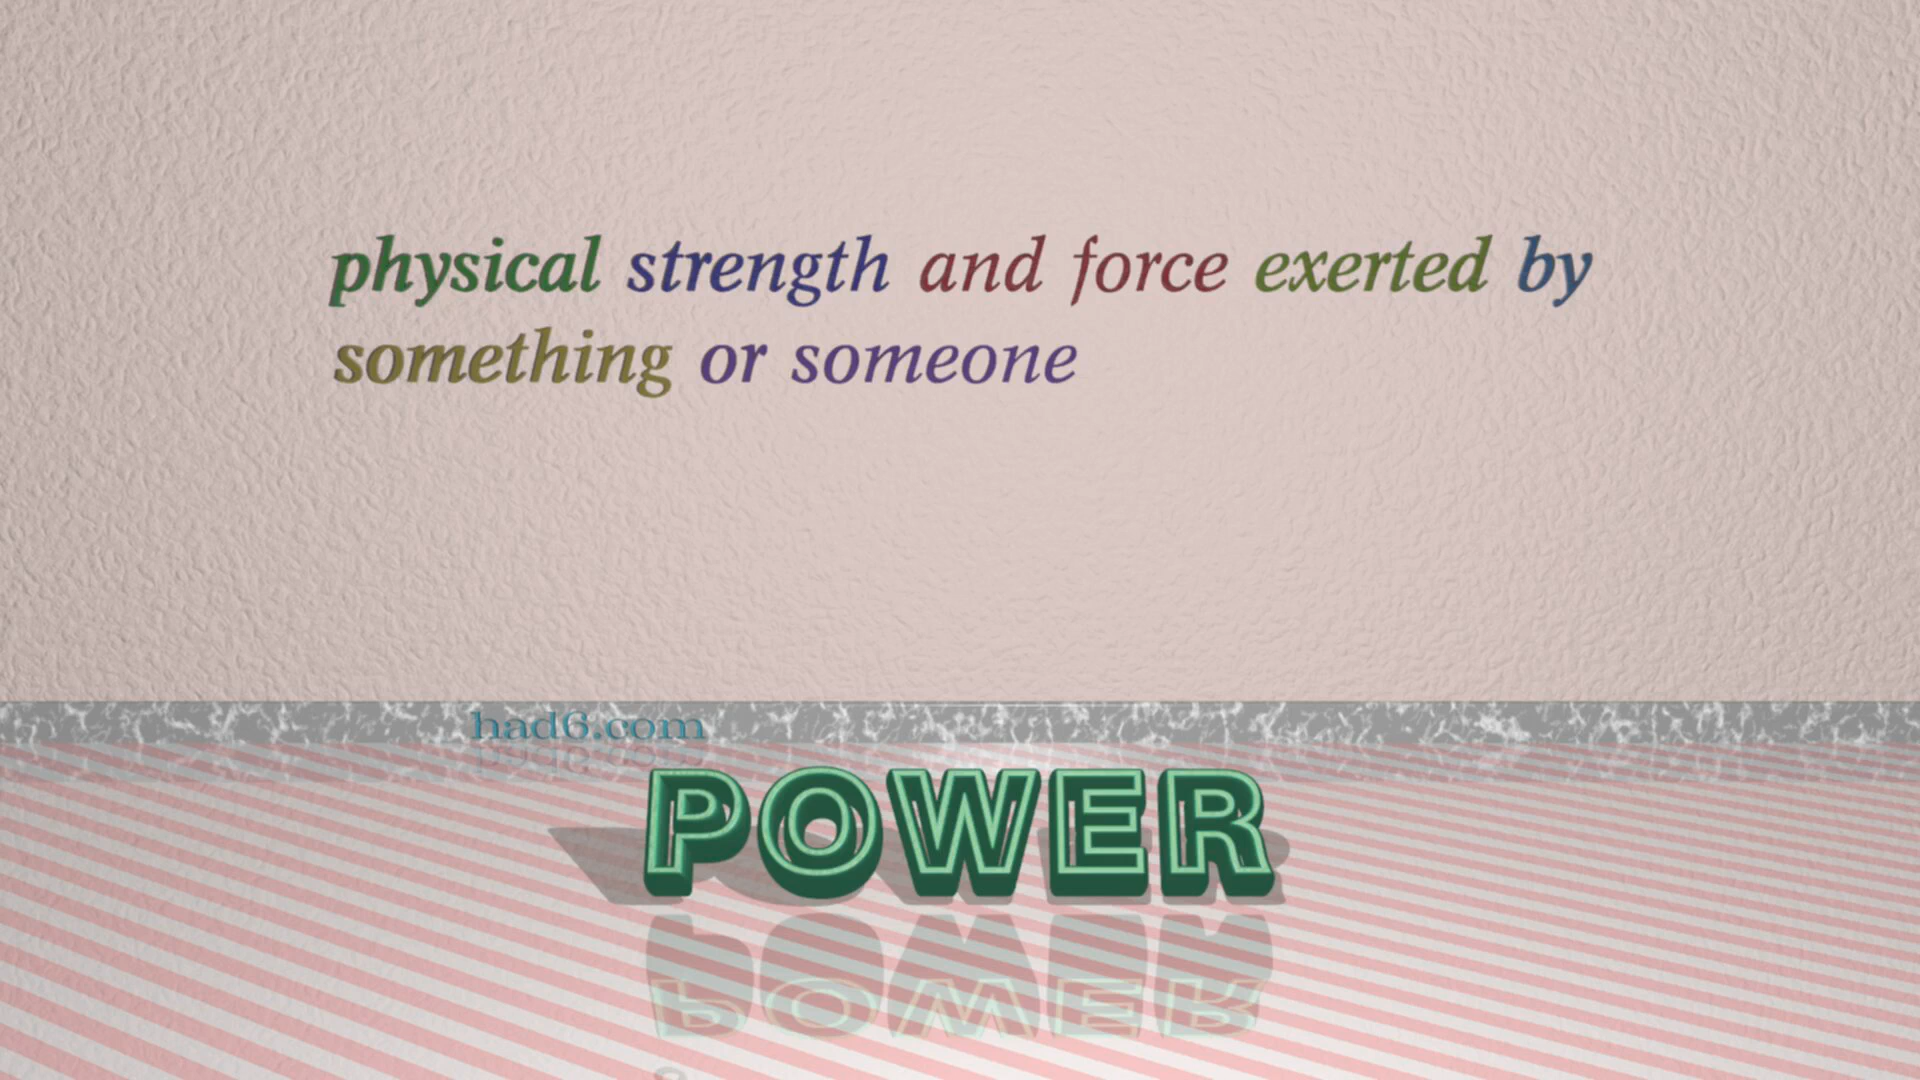 physical strength and force exerted by
something or someone
had6.com
POWER